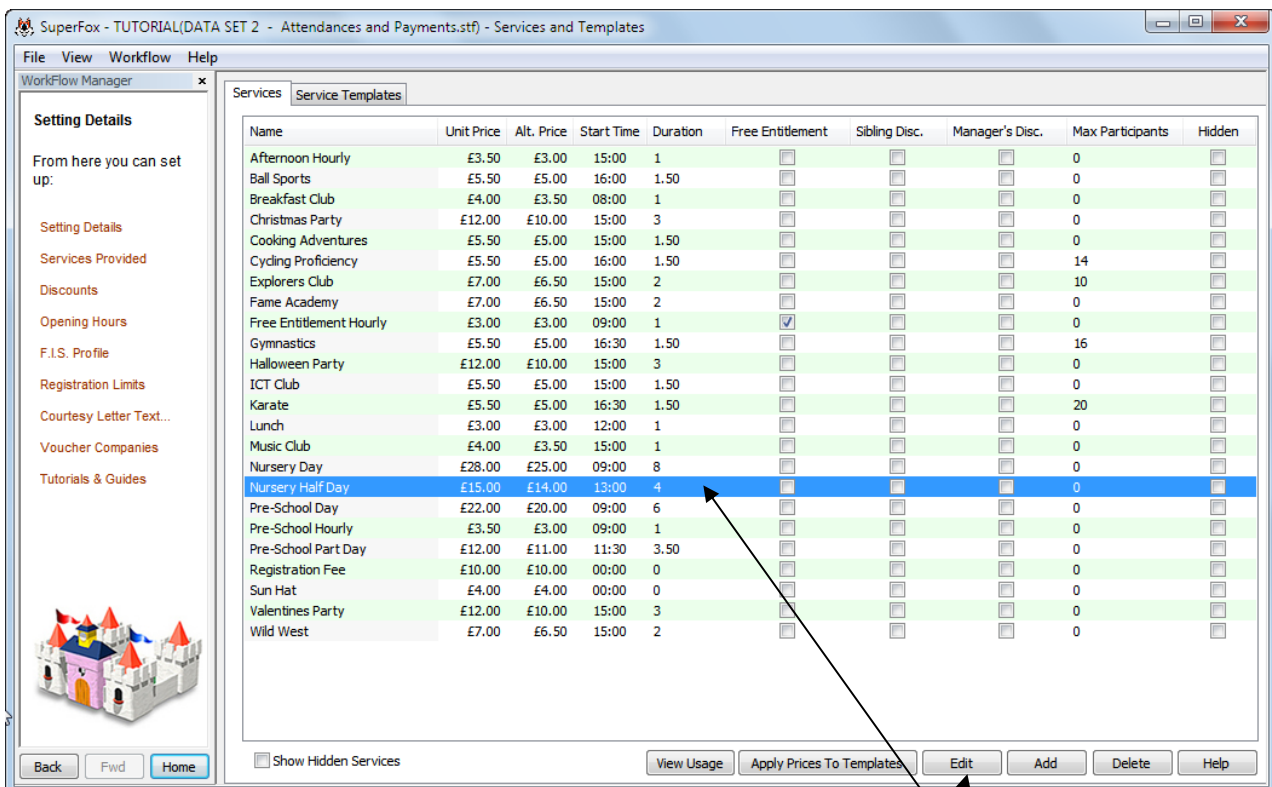 SuperFox - TUTORIAL(DATA SET 2 - Attendances and Payments.stf) - Services and Templates
File View Workflow Help
WorkFlow Manager x
Setting Details
From here you can set
up:
Setting Details
Services Provided
Discounts
Opening Hours
F.I.S. Profile
Registration Limits
Courtesy Letter Text...
Voucher Companies
Tutorials & Guides
Back Fwd Home
Services Service Templates
Name Unit Price Alt. Price Start Time Duration Free Entitlement Sibling Disc. Manager's Disc. Max Participants Hidden
Afternoon Hourly £3.50 £3.00 15:00 1 0
Ball Sports £5.50 £5.00 16:00 1.50 0
Breakfast Club £4.00 £3.50 08:00 1 0
Christmas Party £12.00 £10.00 15:00 3 0
Cooking Adventures £5.50 £5.00 15:00 1.50 0
Cycling Proficiency £5.50 £5.00 16:00 1.50 14
Explorers Club £7.00 £6.50 15:00 2 10
Fame Academy £7.00 £6.50 15:00 2 0
Free Entitlement Hourly £3.00 £3.00 09:00 1 0
Gymnastics £5.50 £5.00 16:30 1.50 16
Halloween Party £12.00 £10.00 15:00 3 0
ICT Club £5.50 £5.00 15:00 1.50 0
Karate £5.50 £5.00 16:30 1.50 20
Lunch £3.00 £3.00 12:00 1 0
Music Club £4.00 £3.50 15:00 1 0
Nursery Day £28.00 £25.00 09:00 8 0
Nursery Half Day £15.00 £14.00 13:00 4 0
Pre-School Day £22.00 £20.00 09:00 6 0
Pre-School Hourly £3.50 £3.00 09:00 1 0
Pre-School Part Day £12.00 £11.00 11:30 3.50 0
Registration Fee £10.00 £10.00 00:00 0 0
Sun Hat £4.00 £4.00 00:00 0 0
Valentines Party £12.00 £10.00 15:00 3 0
Wild West £7.00 £6.50 15:00 2 0
Show Hidden Services View Usage Apply Prices To Templates Edit Add Delete Help